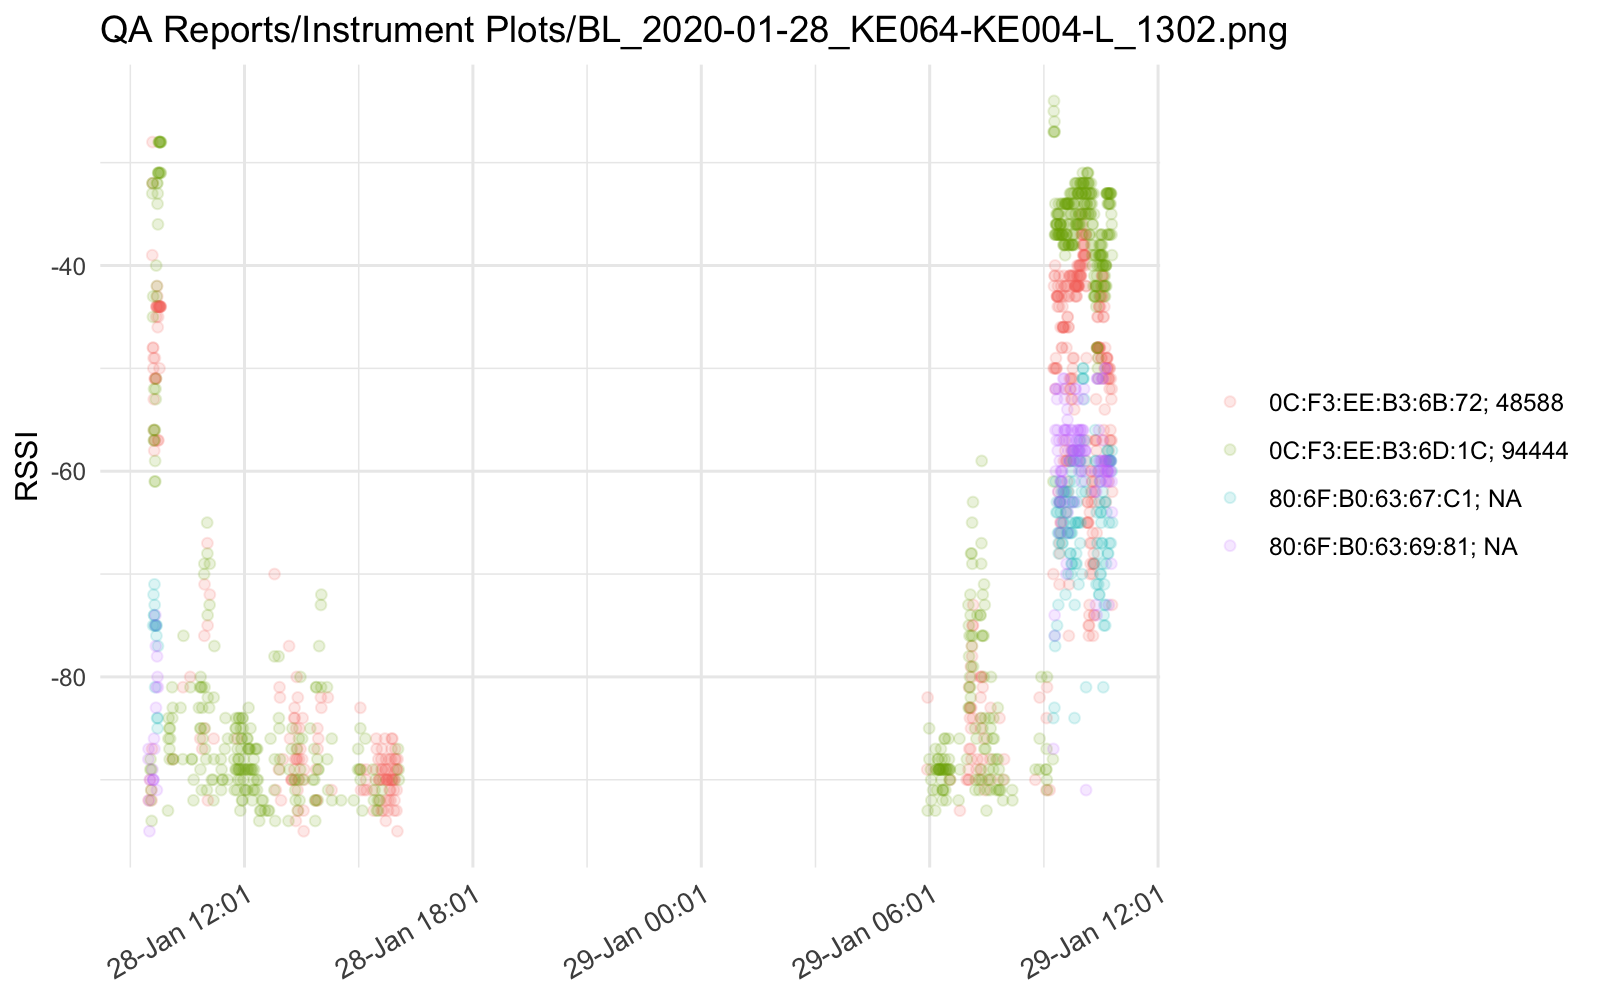 QA Reports/Instrument Plots/BL_2020-01-28_KE064-KE004-L_1302.png
RSSI
-40
-60
-80
28-Jan 12:01
28-Jan 18:01
29-Jan 00:01
29-Jan 06:01
29-Jan 12:01
0C:F3:EE:B3:6B:72; 48588
0C:F3:EE:B3:6D:1C; 94444
80:6F:B0:63:67:C1; NA
80:6F:B0:63:69:81; NA